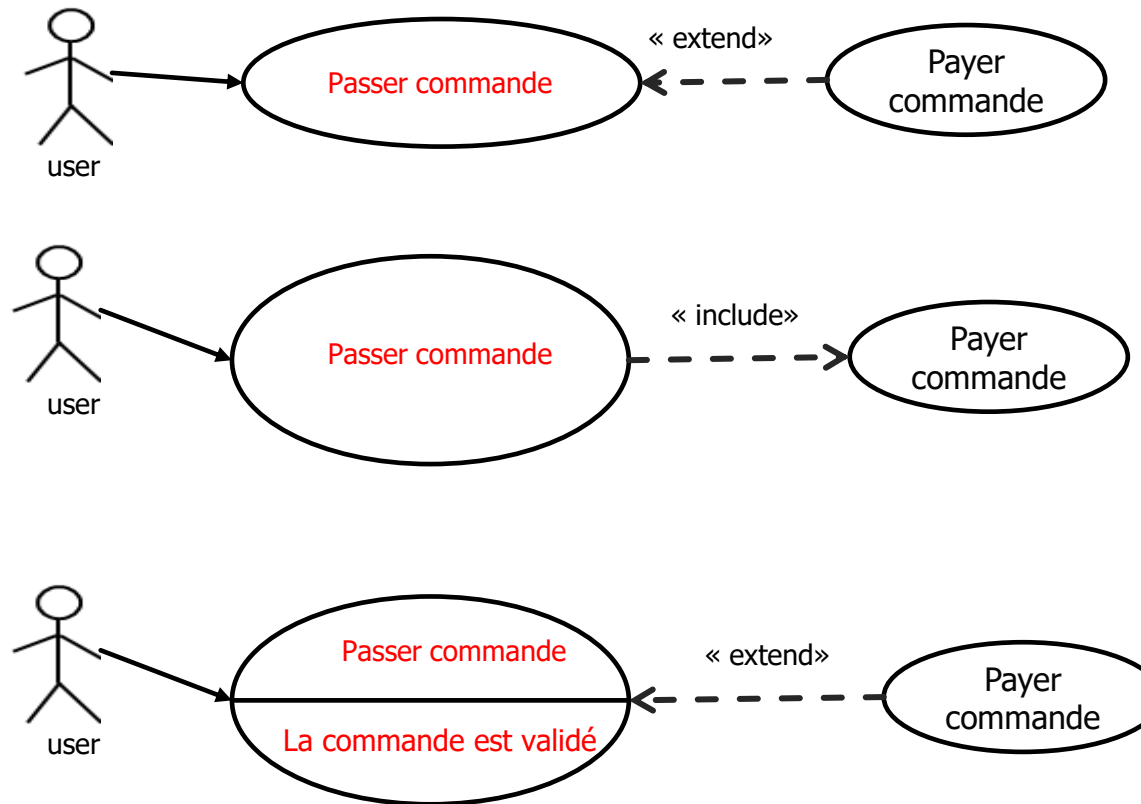 « extend»
Passer commande
Payer
commande
user
« include»
Passer commande
Payer
commande
user
« extend»
Passer commande
Payer
commande
La commande est validé
user